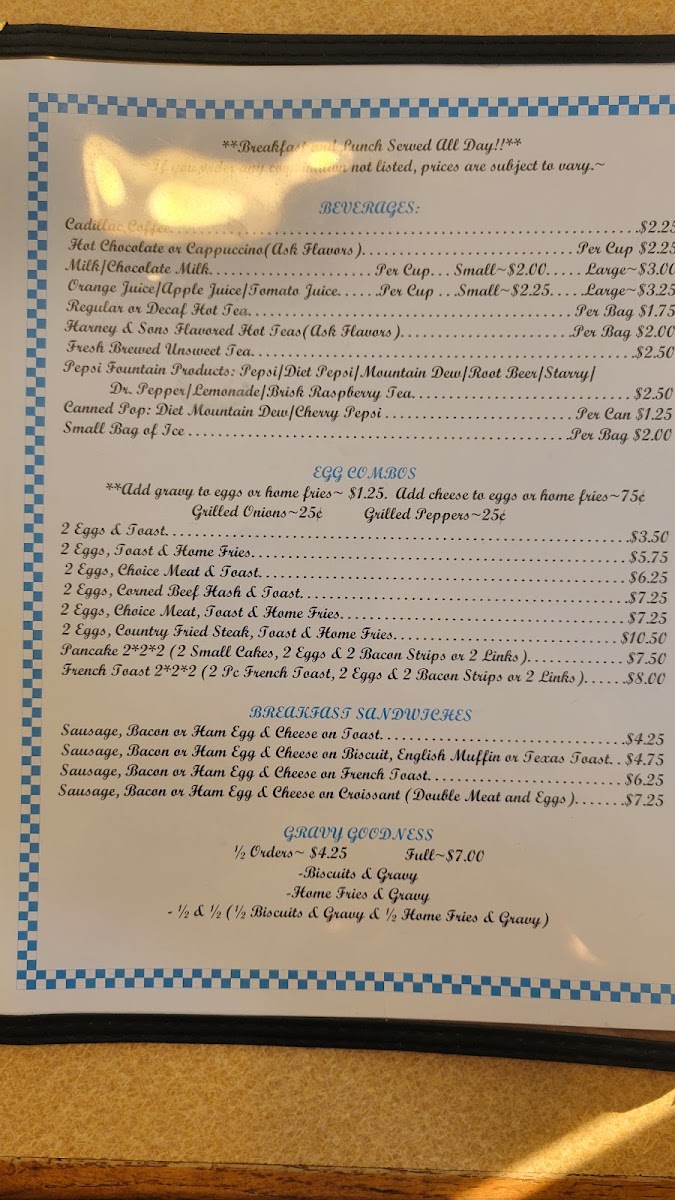 **Breakfast and Lunch Served All Day!!**
~If you order any combination not listed, prices are subject to vary.~
BEVERAGES:
Cadillac Coffee........................................................$2.25
Hot Chocolate or Cappuccino(Ask Flavors)..............................Per Cup $2.25
Milk/Chocolate Milk......................Per Cup...Small~$2.00.....Large~$3.00
Orange Juice/Apple Juice/Tomato Juice......Per Cup ...Small~$2.25.....Large~$3.25
Regular or Decaf Hot Tea..............................................Per Bag $1.75
Harney & Sons Flavored Hot Teas(Ask Flavors).......................Per Bag $2.00
Fresh Brewed Unsweet Tea..................................................$2.50
Pepsi Fountain Products: Pepsi/Diet Pepsi/Mountain Dew/Root Beer/Starry/
Dr. Pepper/Lemonade/Brisk Raspberry Tea..............................$2.50
Canned Pop: Diet Mountain Dew/Cherry Pepsi.........................Per Can $1.25
Small Bag of Ice....................................................Per Bag $2.00
EGG COMBOS
**Add gravy to eggs or home fries~ $1.25. Add cheese to eggs or home fries~75¢
Grilled Onions~25¢ Grilled Peppers~25¢
2 Eggs & Toast............................................................$3.50
2 Eggs, Toast & Home Fries................................................$5.75
2 Eggs, Choice Meat & Toast...............................................$6.25
2 Eggs, Corned Beef Hash & Toast..........................................$7.25
2 Eggs, Choice Meat, Toast & Home Fries...................................$7.25
2 Eggs, Country Fried Steak, Toast & Home Fries...........................$10.50
Pancake 2*2*2 (2 Small Cakes, 2 Eggs & 2 Bacon Strips or 2 Links).............$7.50
French Toast 2*2*2 (2 Pc French Toast, 2 Eggs & 2 Bacon Strips or 2 Links)......$8.00
BREAKFAST SANDWICHES
Sausage, Bacon or Ham Egg & Cheese on Toast...............................$4.25
Sausage, Bacon or Ham Egg & Cheese on Biscuit, English Muffin or Texas Toast..$4.75
Sausage, Bacon or Ham Egg & Cheese on French Toast.........................$6.25
Sausage, Bacon or Ham Egg & Cheese on Croissant (Double Meat and Eggs).......$7.25
GRAVY GOODNESS
½ Orders~ $4.25 Full~$7.00
-Biscuits & Gravy
-Home Fries & Gravy
- ½ & ½ (½ Biscuits & Gravy & ½ Home Fries & Gravy)